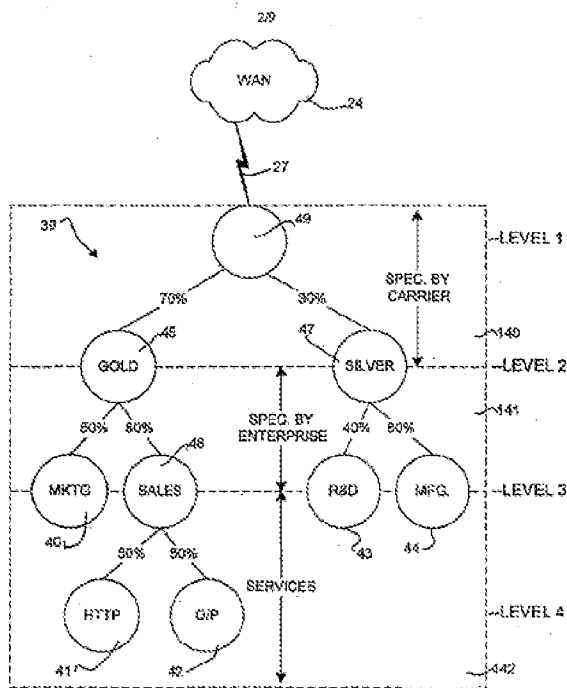 2/9
WAN
24
27
39
49
LEVEL 1
SPEC. BY
CARRIER
70%
30%
140
45
47
GOLD
SILVER
LEVEL 2
141
SPEC. BY
ENTERPRISE
50%
40%
60%
48
MKTG
SALES
R&D
MFG.
LEVEL 3
40
43
44
50%
50%
SERVICES
HTTP
LEVEL 4
41
42
142